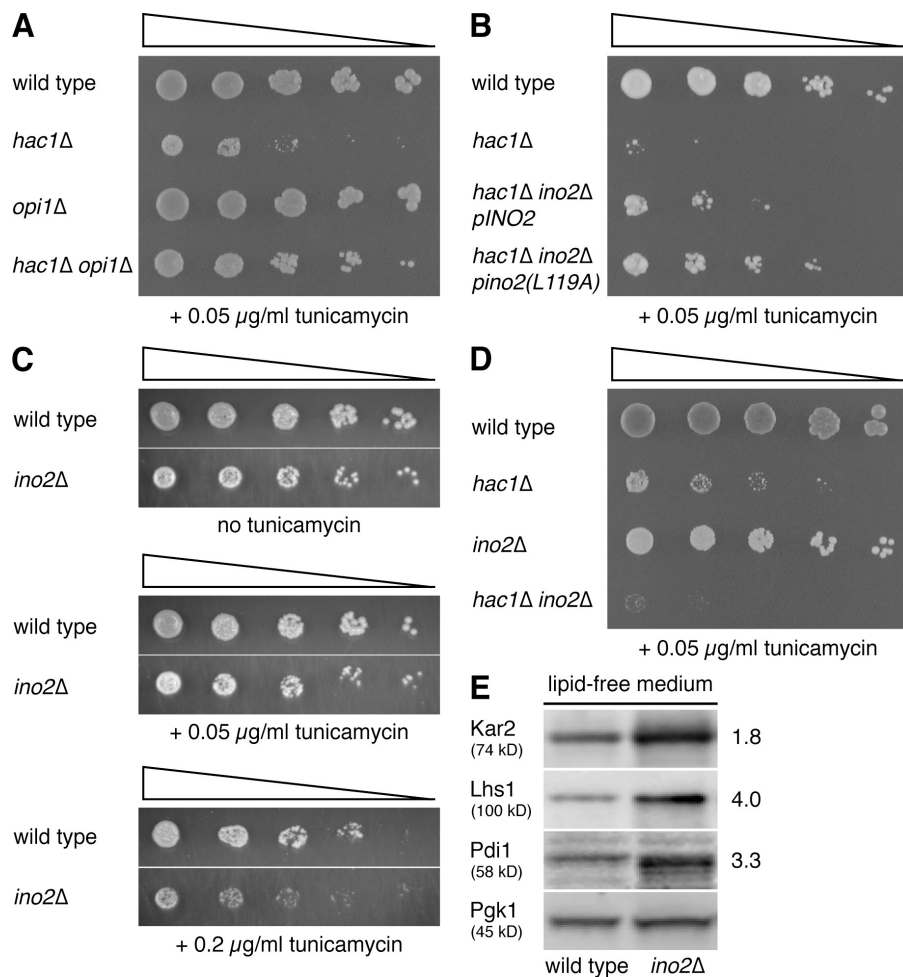 A
wild type
hac1Δ
opi1Δ
hac1Δ opi1Δ
+ 0.05 µg/ml tunicamycin
B
wild type
hac1Δ
hac1Δ ino2Δ
pINO2
hac1Δ ino2Δ
pino2(L119A)
+ 0.05 µg/ml tunicamycin
C
wild type
ino2Δ
no tunicamycin
wild type
ino2Δ
+ 0.05 µg/ml tunicamycin
wild type
ino2Δ
+ 0.2 µg/ml tunicamycin
D
wild type
hac1Δ
ino2Δ
hac1Δ ino2Δ
+ 0.05 µg/ml tunicamycin
E
lipid-free medium
Kar2
(74 kD)
1.8
Lhs1
(100 kD)
4.0
Pdi1
(58 kD)
3.3
Pgk1
(45 kD)
wild type ino2Δ